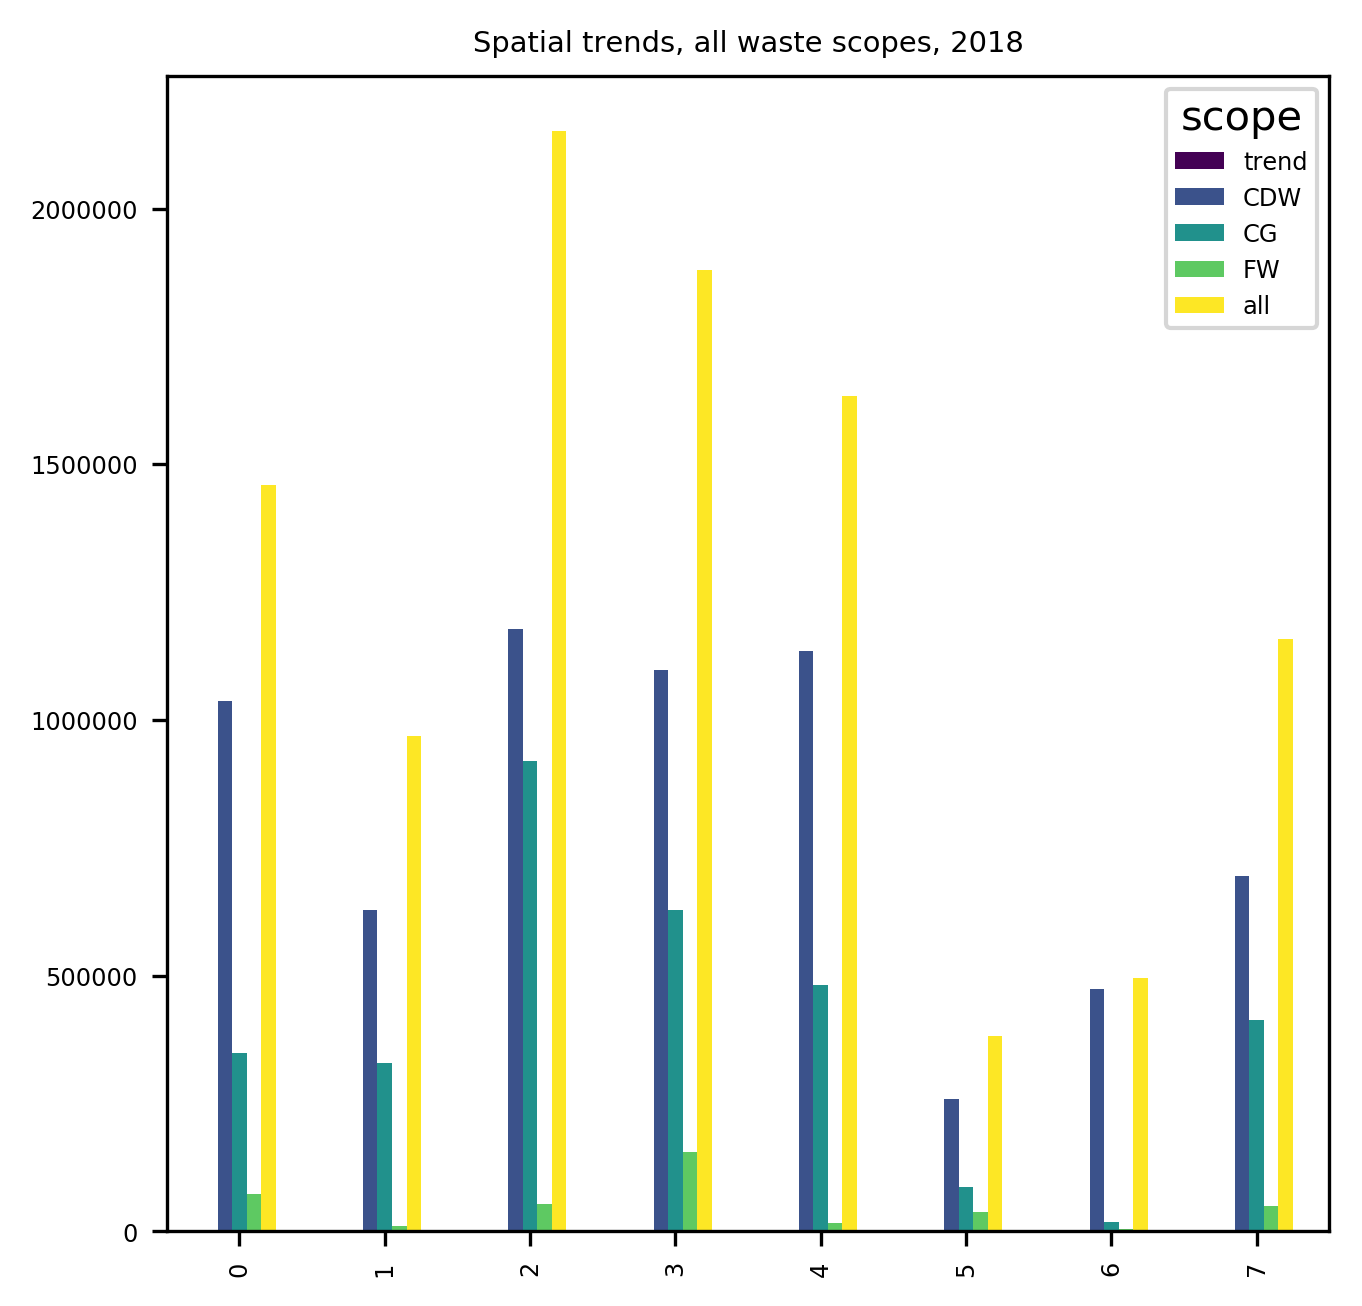 Spatial trends, all waste scopes, 2018
scope
trend
CDW
CG
FW
all
2000000
1500000
1000000
500000
0
0
1
2
3
4
5
6
7